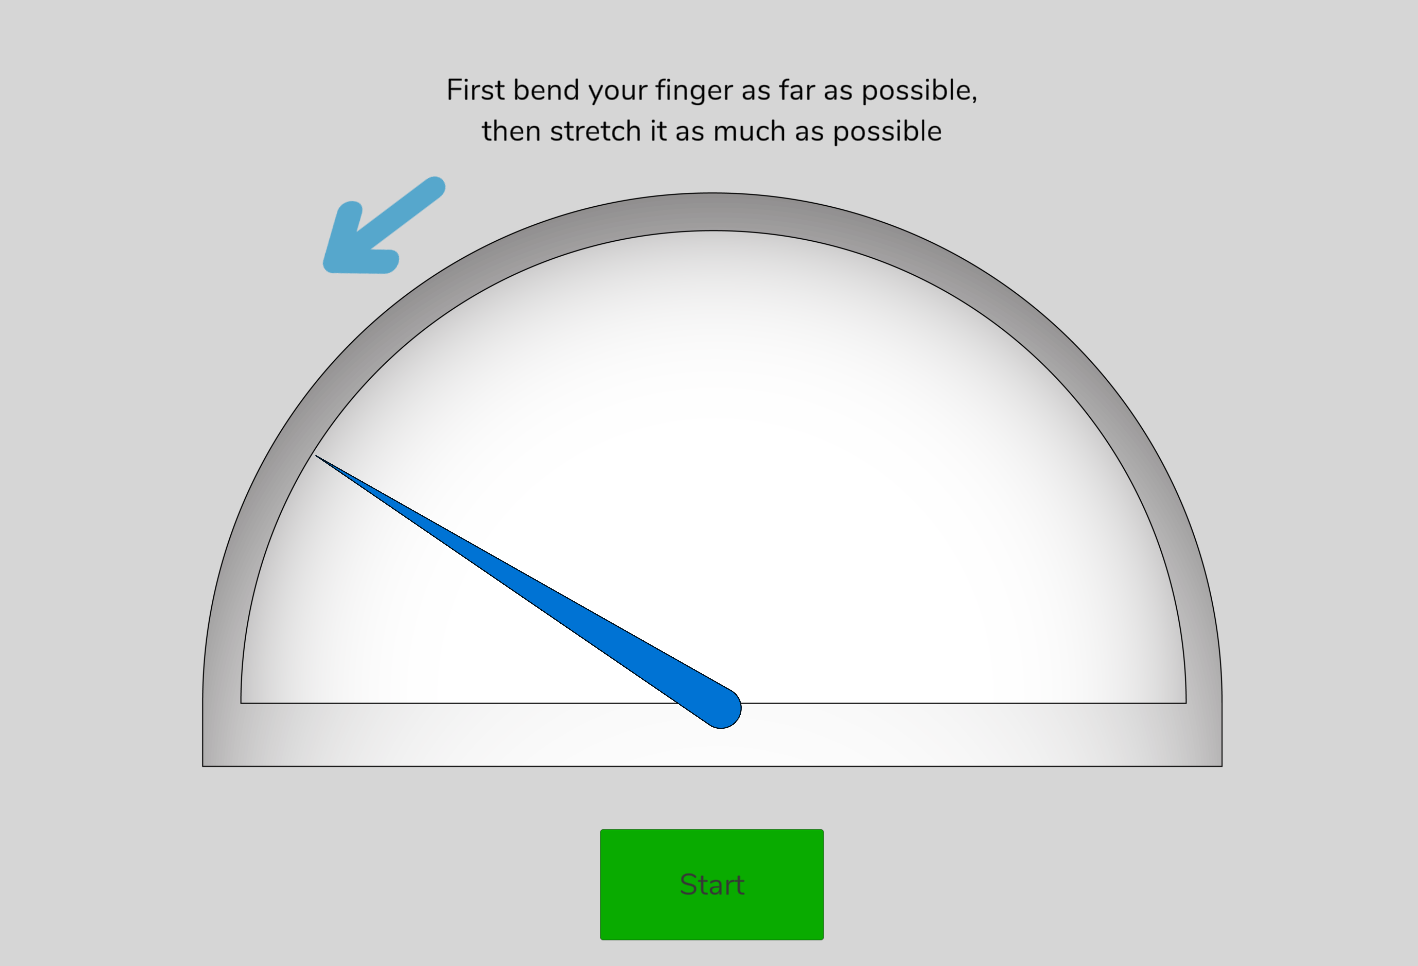 First bend your finger as far as possible,
then stretch it as much as possible
Start